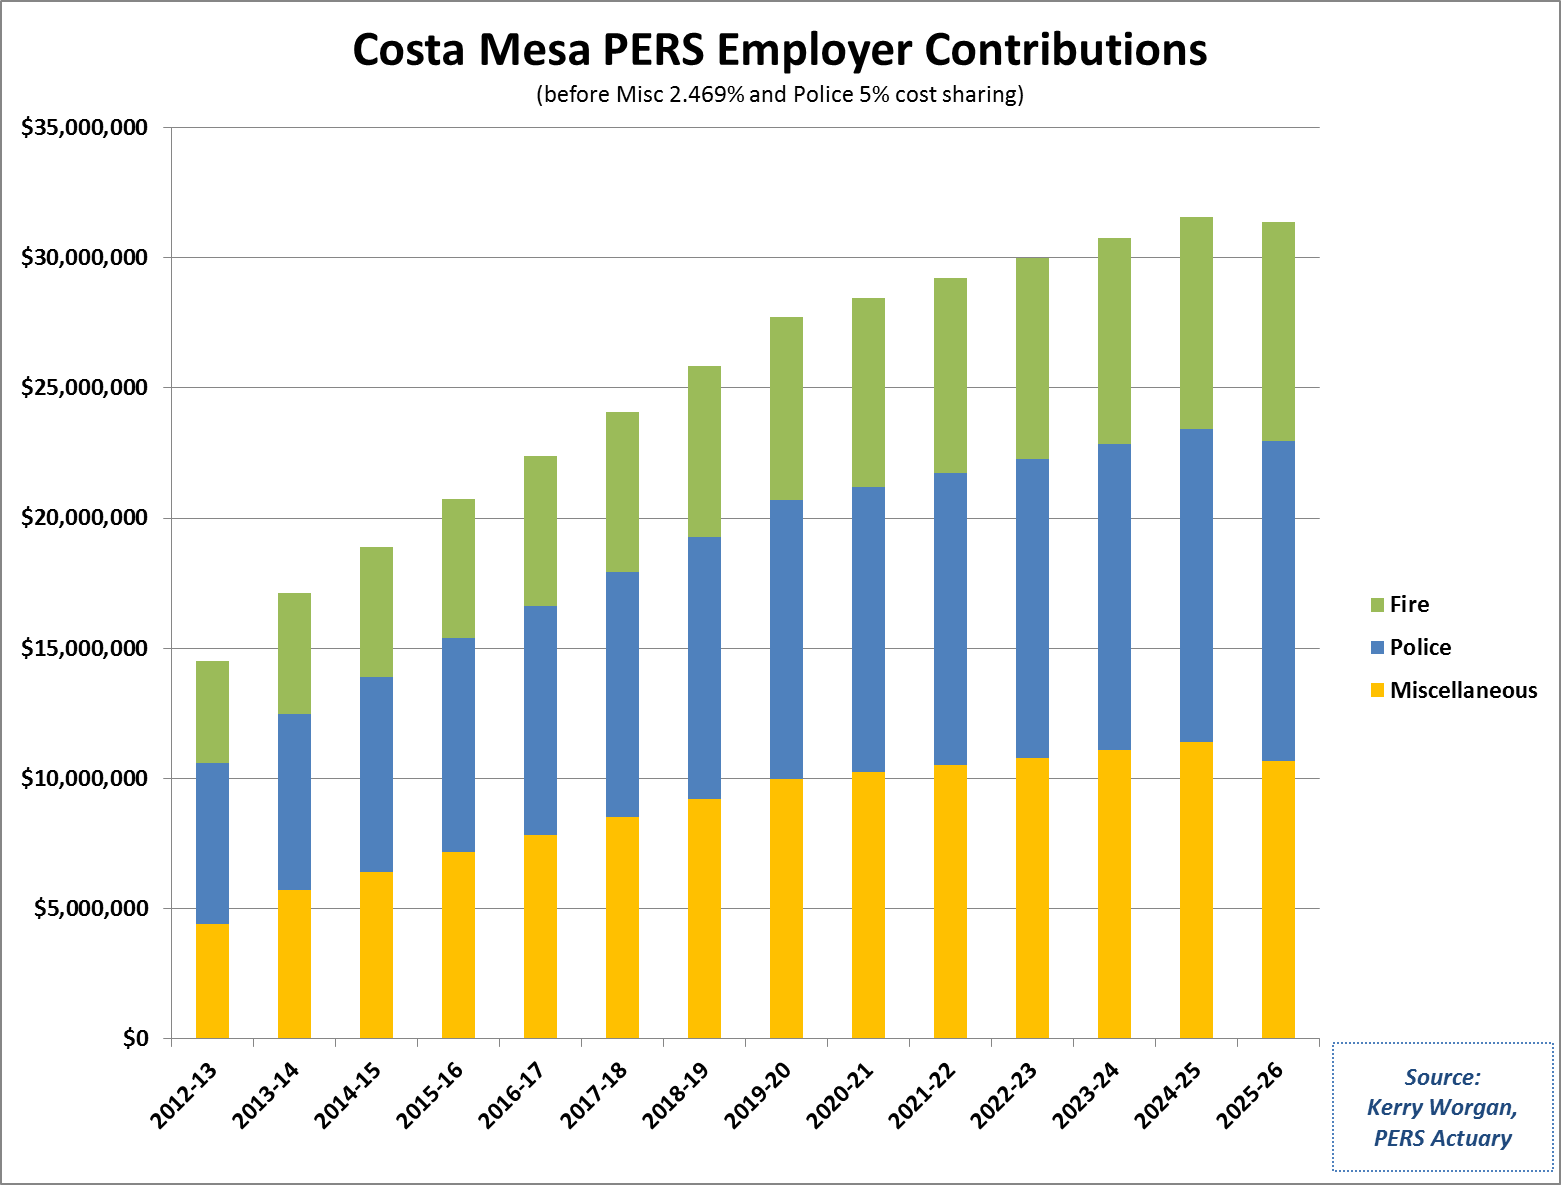 Costa Mesa PERS Employer Contributions
(before Misc 2.469% and Police 5% cost sharing)
$35,000,000
$30,000,000
$25,000,000
$20,000,000
$15,000,000
$10,000,000
$5,000,000
$0
2012-13
2013-14
2014-15
2015-16
2016-17
2017-18
2018-19
2019-20
2020-21
2021-22
2022-23
2023-24
2024-25
2025-26
Fire
Police
Miscellaneous
Source:
Kerry Worgan,
PERS Actuary